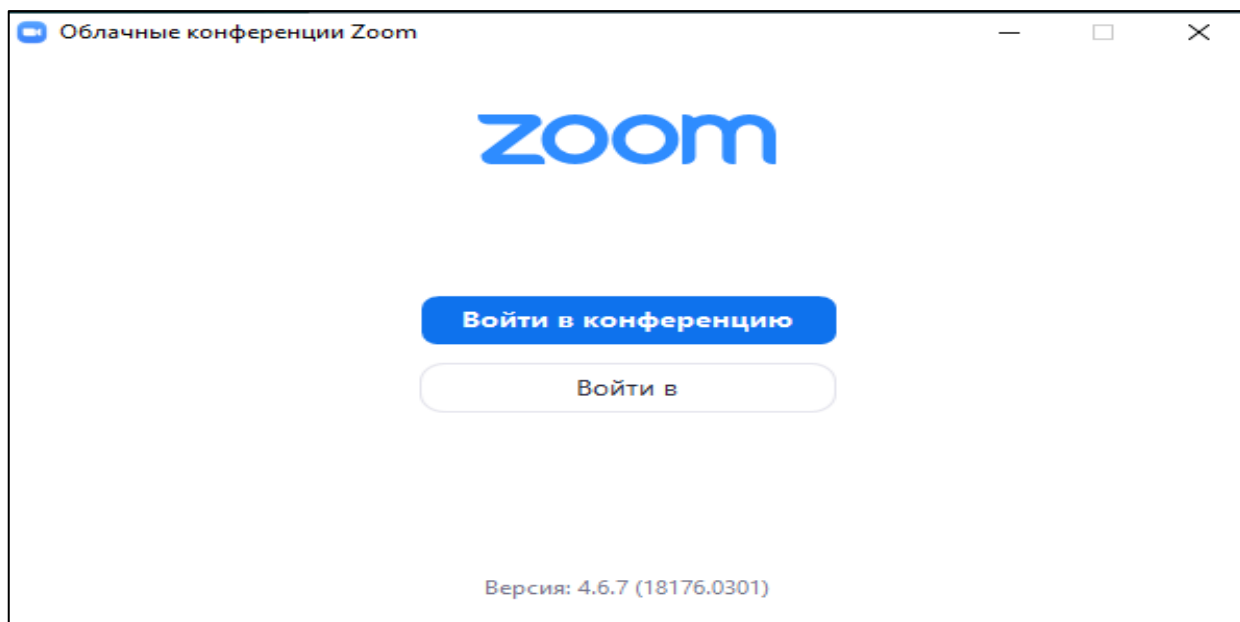 Облачные конференции Zoom
zoom
Войти в конференцию
Войти в
Версия: 4.6.7 (18176.0301)